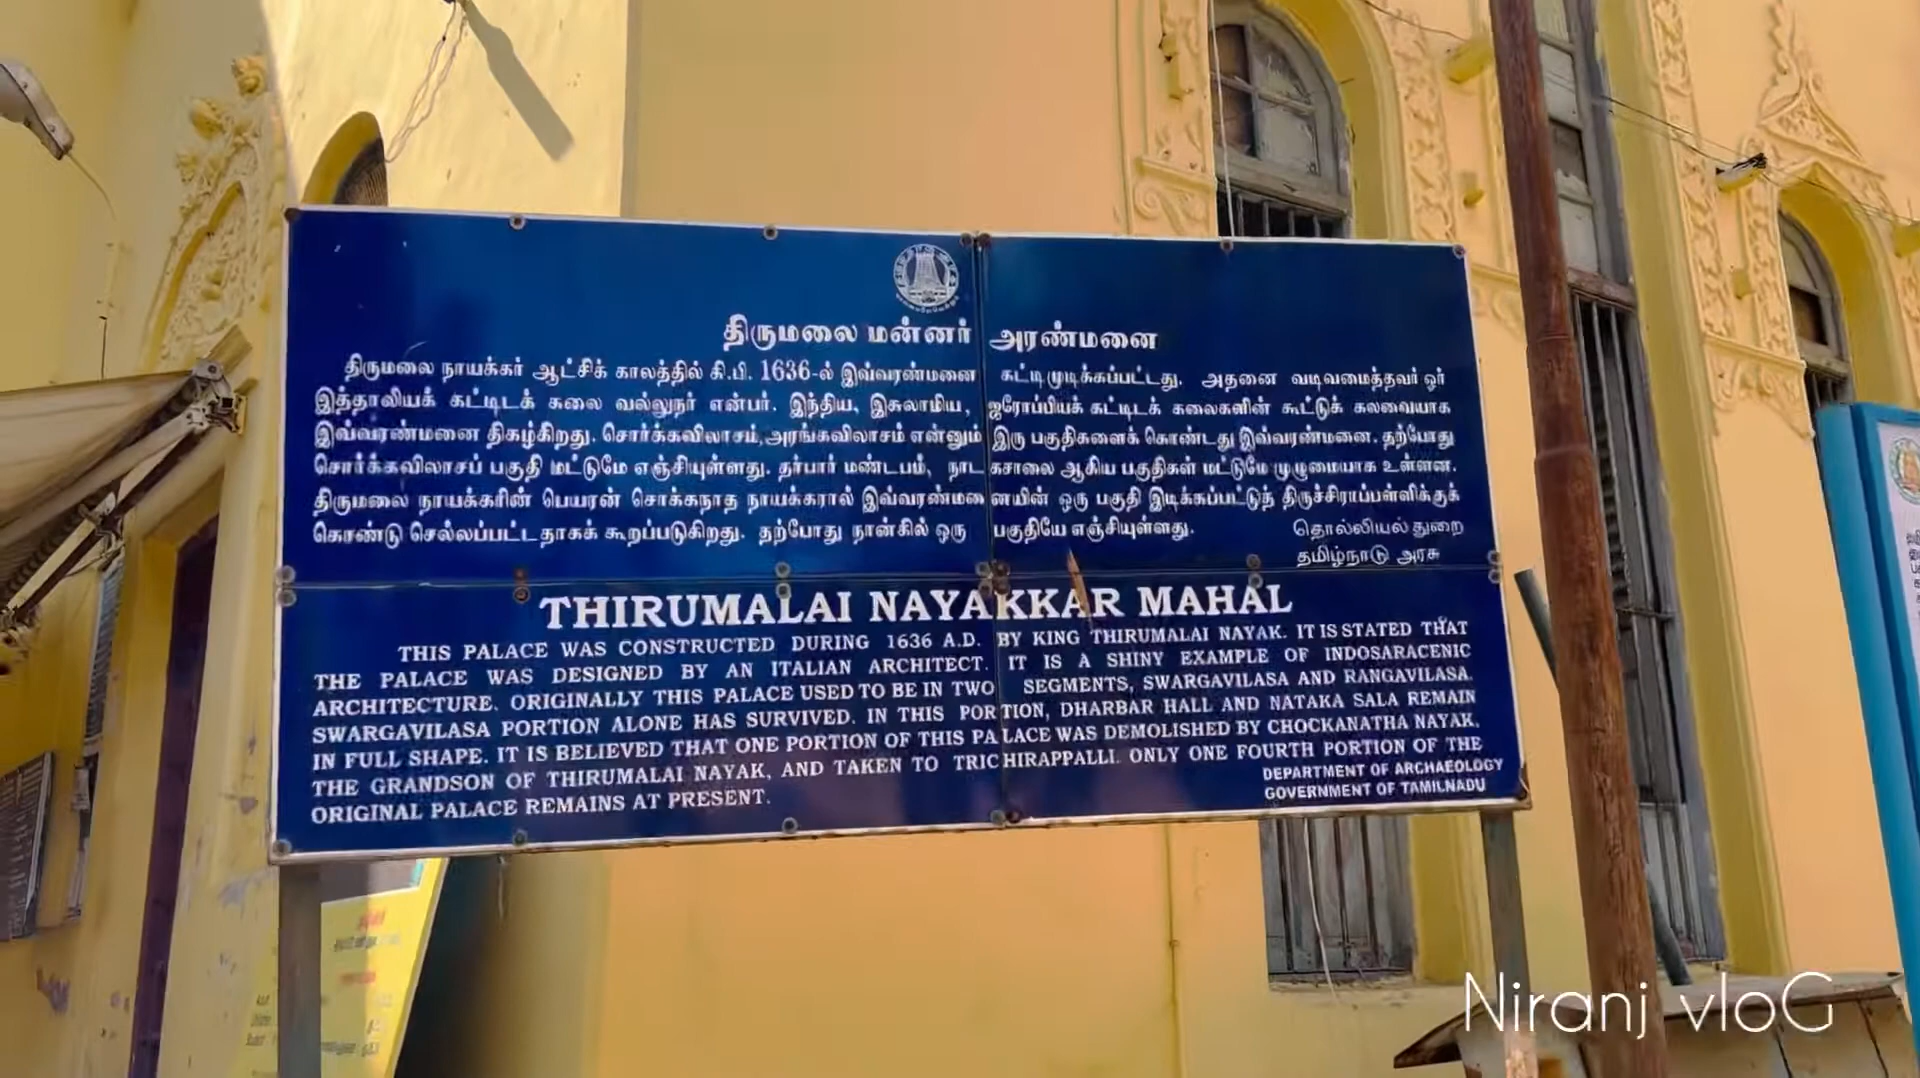 திருமலை மன்னர் அரண்மனை
திருமலை நாயக்கர் ஆட்சிக் காலத்தில் கி.பி. 1636-ல் இவ்வரண்மனை கட்டி முடிக்கப்பட்டது. அதனை வடிவமைத்தவர் ஓர்
இத்தாலியக் கட்டிடக் கலை வல்லுநர் என்பர். இந்திய, இசுலாமிய, ஐரோப்பியக் கட்டிடக் கலைகளின் கூட்டுக் கலவையாக
இவ்வரண்மனை திகழ்கிறது. சொர்க்கவிலாசம், அரங்கவிலாசம் என்னும் இரு பகுதிகளைக் கொண்டது இவ்வரண்மனை. தற்போது
சொர்க்கவிலாசப் பகுதி மட்டுமே எஞ்சியுள்ளது. தர்பார் மண்டபம், நாடகசாலை ஆகிய பகுதிகள் மட்டுமே முழுமையாக உள்ளன.
திருமலை நாயக்கரின் பெயரன் சொக்கநாத நாயக்கரால் இவ்வரண்மனையின் ஒரு பகுதி இடிக்கப்பட்டுத் திருச்சிராப்பள்ளிக்குக்
கொண்டு செல்லப்பட்டதாகக் கூறப்படுகிறது. தற்போது நான்கில் ஒரு பகுதியே எஞ்சியுள்ளது.
தொல்லியல் துறை
தமிழ்நாடு அரசு
THIRUMALAI NAYAKKAR MAHAL
THIS PALACE WAS CONSTRUCTED DURING 1636 A.D. BY KING THIRUMALAI NAYAK. IT IS STATED THAT
THE PALACE WAS DESIGNED BY AN ITALIAN ARCHITECT. IT IS A SHINY EXAMPLE OF INDOSARACENIC
ARCHITECTURE. ORIGINALLY THIS PALACE USED TO BE IN TWO SEGMENTS, SWARGAVILASA AND RANGAVILASA.
SWARGAVILASA PORTION ALONE HAS SURVIVED. IN THIS PORTION, DHARBAR HALL AND NATAKA SALA REMAIN
IN FULL SHAPE. IT IS BELIEVED THAT ONE PORTION OF THIS PALACE WAS DEMOLISHED BY CHOCKANATHA NAYAK,
THE GRANDSON OF THIRUMALAI NAYAK, AND TAKEN TO TRICHIRAPPALLI. ONLY ONE FOURTH PORTION OF THE
ORIGINAL PALACE REMAINS AT PRESENT.
DEPARTMENT OF ARCHAEOLOGY
GOVERNMENT OF TAMILNADU
Niranj vloG